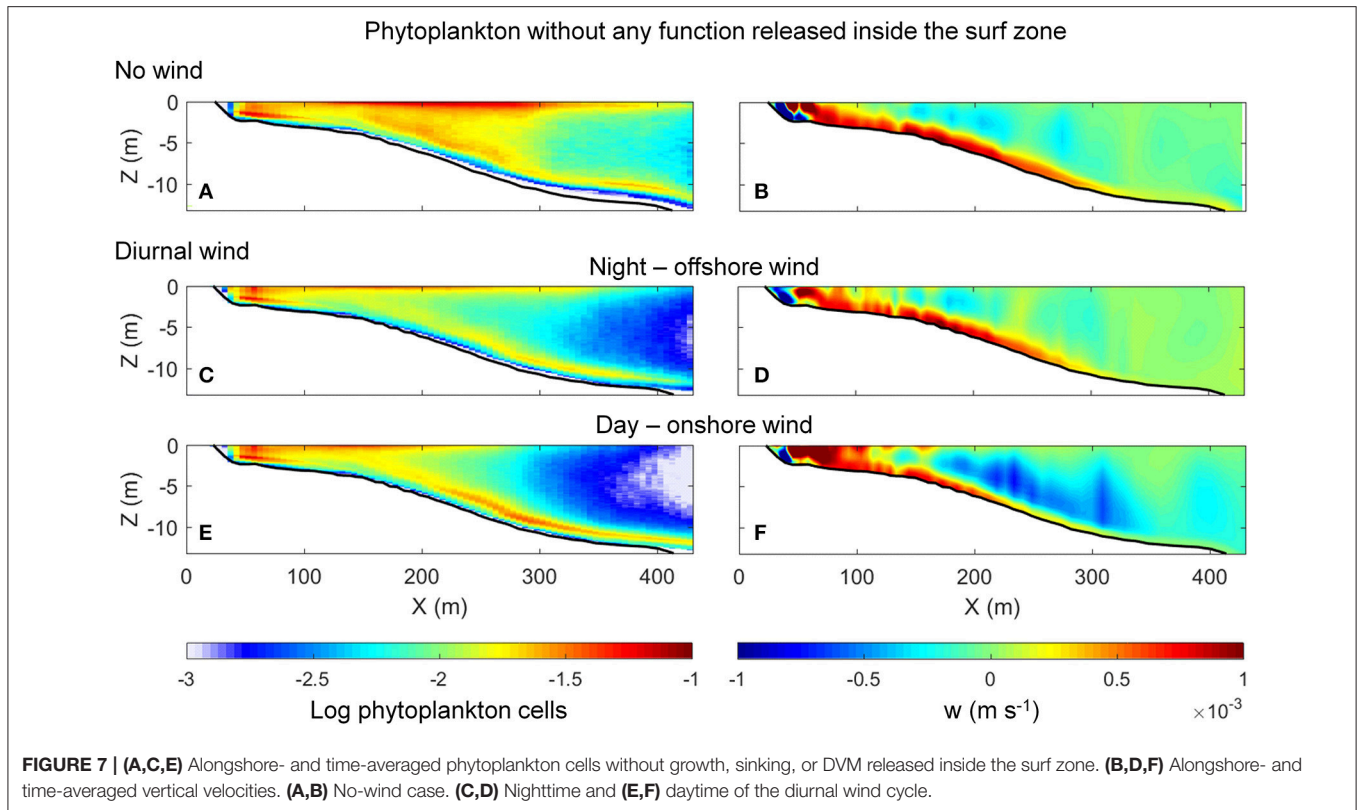 Phytoplankton without any function released inside the surf zone
No wind
0
-5
-10
Z (m)
A
B
Diurnal wind
Night – offshore wind
0
-5
-10
Z (m)
C
D
Day – onshore wind
0
-5
-10
Z (m)
E
F
0 100 200 300 400
X (m)
0 100 200 300 400
X (m)
-3 -2.5 -2 -1.5 -1
Log phytoplankton cells
-1 -0.5 0 0.5 1
w (m s⁻¹)
×10⁻³
FIGURE 7 | (A,C,E) Alongshore- and time-averaged phytoplankton cells without growth, sinking, or DVM released inside the surf zone. (B,D,F) Alongshore- and
time-averaged vertical velocities. (A,B) No-wind case. (C,D) Nighttime and (E,F) daytime of the diurnal wind cycle.